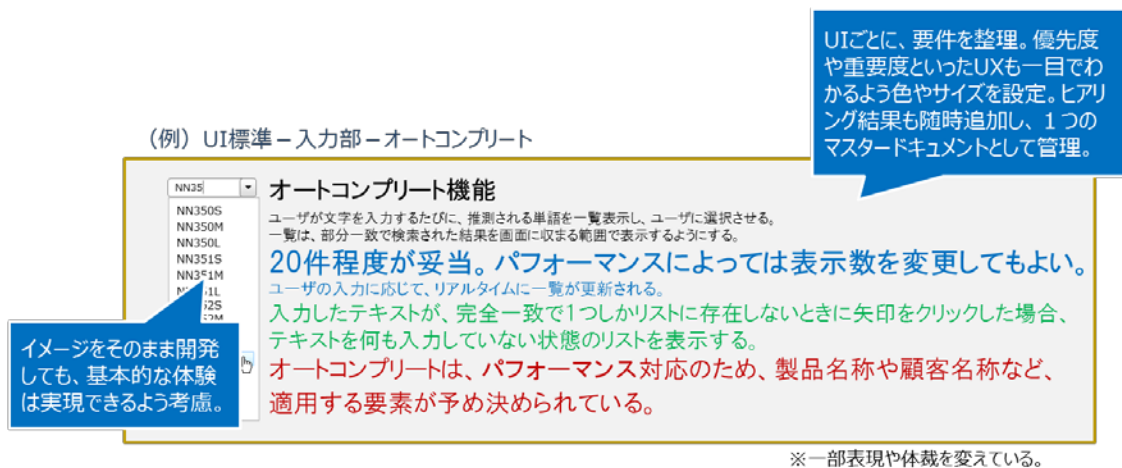 UIごとに、要件を整理。優先度
や重要度といったUXも一目でわ
かるよう色やサイズを設定。ヒアリ
ング結果も随時追加し、1つの
マスタードキュメントとして管理。
（例）UI標準－入力部－オートコンプリート
NN35
NN350S
NN350M
NN350L
NN351S
NN351M
オートコンプリート機能
ユーザが文字を入力するたびに、推測される単語を一覧表示し、ユーザに選択させる。
一覧は、部分一致で検索された結果を画面に収まる範囲で表示するようにする。
20件程度が妥当。パフォーマンスによっては表示数を変更してもよい。
ユーザの入力に応じて、リアルタイムに一覧が更新される。
入力したテキストが、完全一致で1つしかリストに存在しないときに矢印をクリックした場合、
テキストを何も入力していない状態のリストを表示する。
オートコンプリートは、パフォーマンス対応のため、製品名称や顧客名称など、
適用する要素が予め決められている。
イメージをそのまま開発
しても、基本的な体験
は実現できるよう考慮。
※一部表現や体裁を変えている。